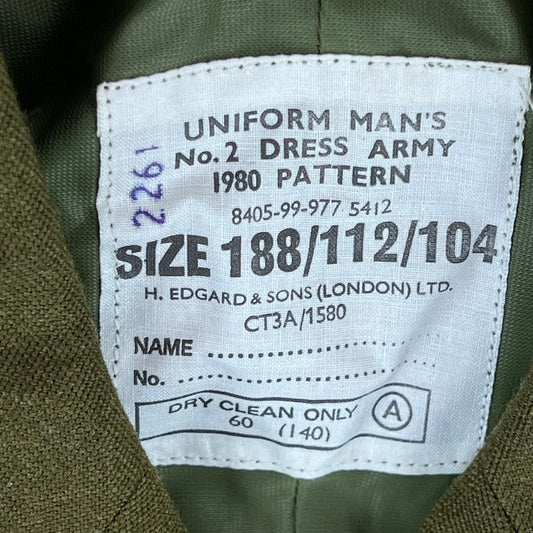 2261
UNIFORM MAN'S
No. 2 DRESS ARMY
1980 PATTERN
8405-99-977 5412
SIZE 188/112/104
H. EDGARD & SONS (LONDON) LTD.
CT3A/1580
NAME ..............................
No. ..............................
DRY CLEAN ONLY
60 (140)
A